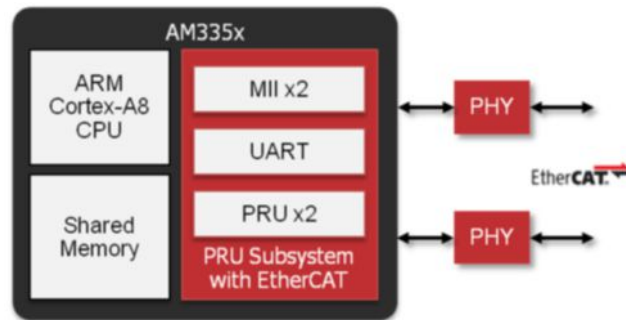 AM335x
ARM
Cortex-A8
CPU
Shared
Memory
MII x2
UART
PRU x2
PRU Subsystem
with EtherCAT
PHY
EtherCAT
PHY